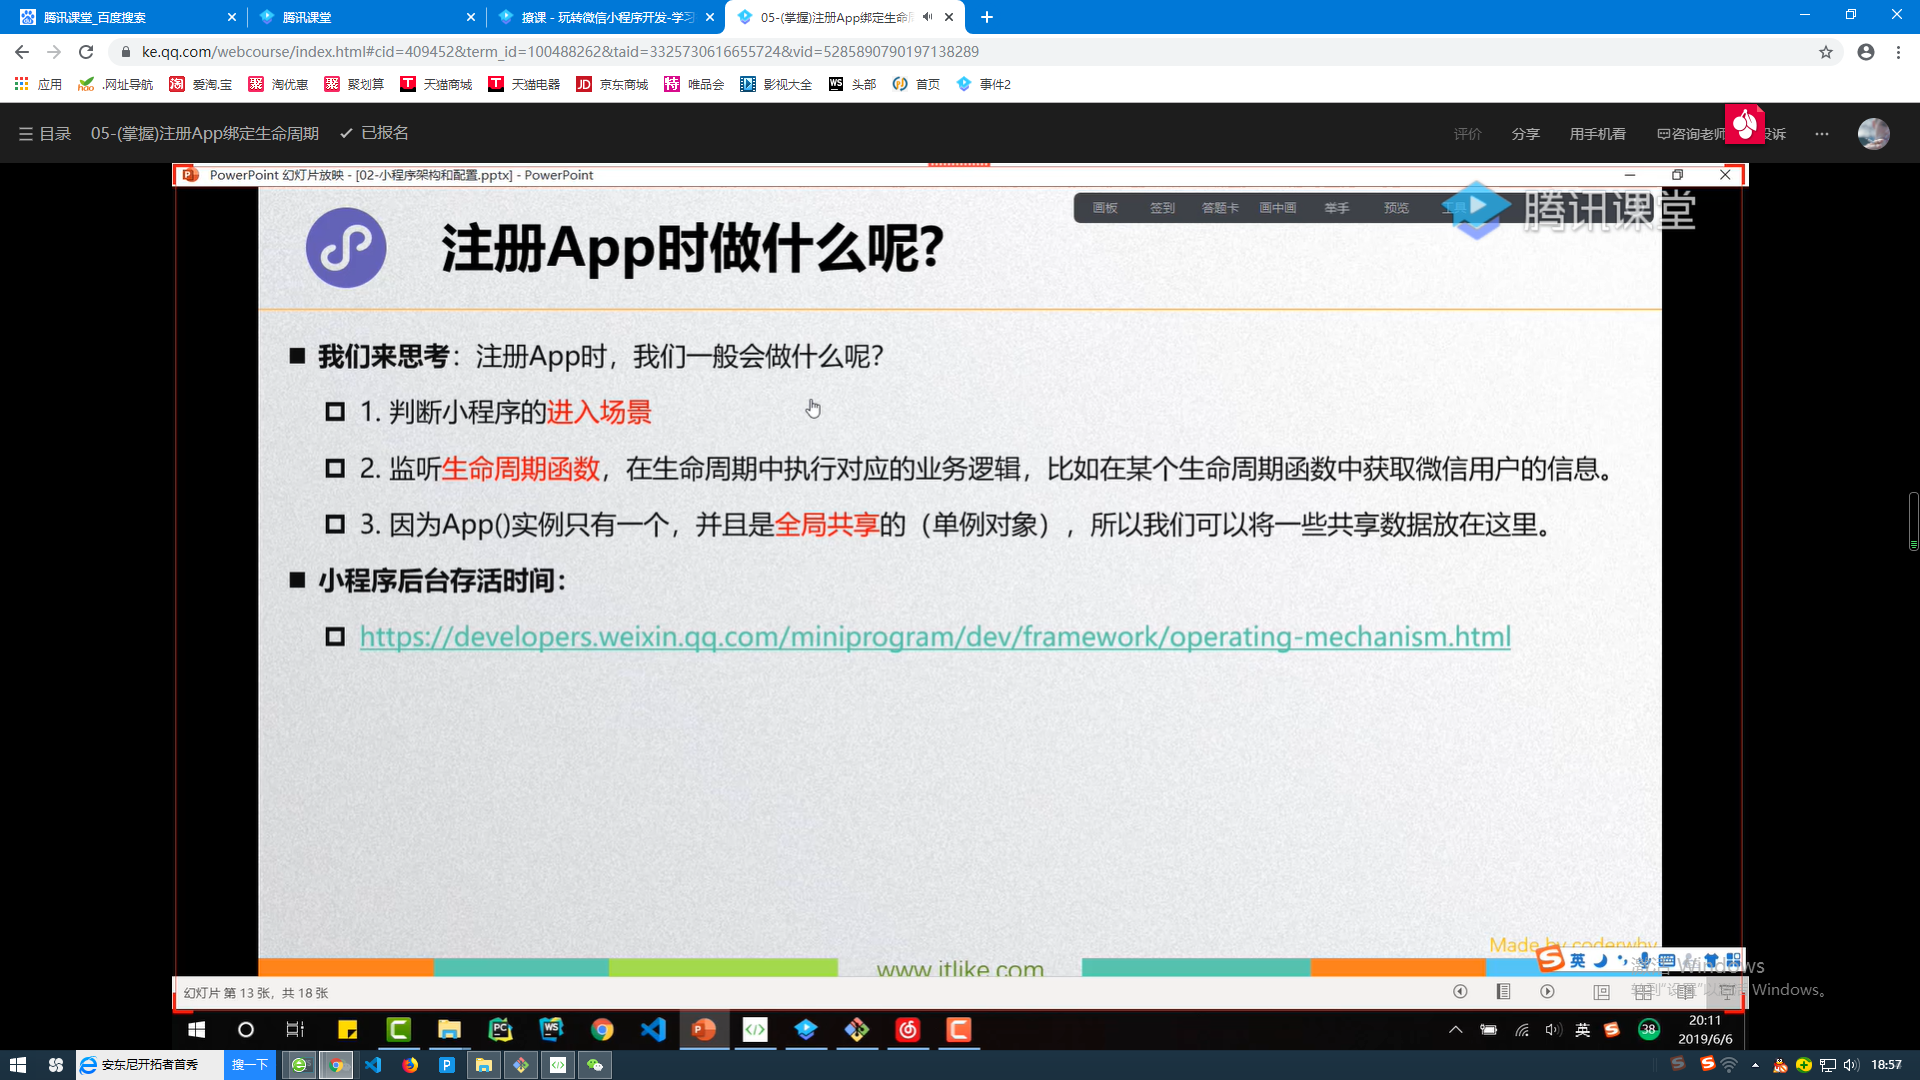 腾讯课堂_百度搜索
腾讯课堂
撩课 - 玩转微信小程序开发-学习
05-(掌握)注册App绑定生命周
ke.qq.com/webcourse/index.html#cid=409452&term_id=100488262&taid=3325730616655724&vid=5285890790197138289
应用
.网址导航
爱淘.宝
淘优惠
聚划算
天猫商城
天猫电器
京东商城
唯品会
影视大全
头部
首页
事件2
目录
05-(掌握)注册App绑定生命周期
已报名
评价
分享
用手机看
咨询老师
投诉
PowerPoint 幻灯片放映 - [02-小程序架构和配置.pptx] - PowerPoint
画板
签到
答题卡
画中画
举手
预览
工具
腾讯课堂
注册App时做什么呢?
我们来思考：注册App时，我们一般会做什么呢？
1. 判断小程序的进入场景
2. 监听生命周期函数，在生命周期中执行对应的业务逻辑，比如在某个生命周期函数中获取微信用户的信息。
3. 因为App()实例只有一个，并且是全局共享的（单例对象），所以我们可以将一些共享数据放在这里。
小程序后台存活时间：
https://developers.weixin.qq.com/miniprogram/dev/framework/operating-mechanism.html
Made by coderwhy
www.itlike.com
英
激活 Windows
转到"设置"以激活 Windows。
幻灯片 第 13 张，共 18 张
英
38
20:11
2019/6/6
安东尼开拓者首秀
搜一下
18:57